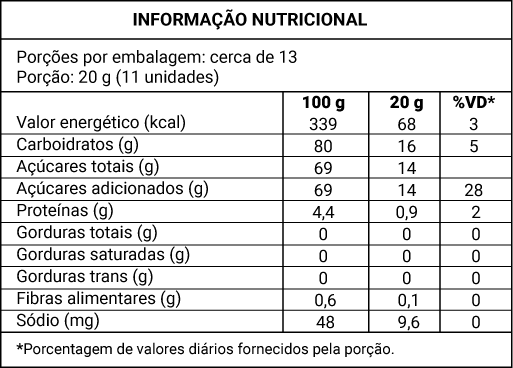 INFORMAÇÃO NUTRICIONAL
Porções por embalagem: cerca de 13
Porção: 20 g (11 unidades)
100 g 20 g %VD*
Valor energético (kcal) 339 68 3
Carboidratos (g) 80 16 5
Açúcares totais (g) 69 14
Açúcares adicionados (g) 69 14 28
Proteínas (g) 4,4 0,9 2
Gorduras totais (g) 0 0 0
Gorduras saturadas (g) 0 0 0
Gorduras trans (g) 0 0 0
Fibras alimentares (g) 0,6 0,1 0
Sódio (mg) 48 9,6 0
*Porcentagem de valores diários fornecidos pela porção.